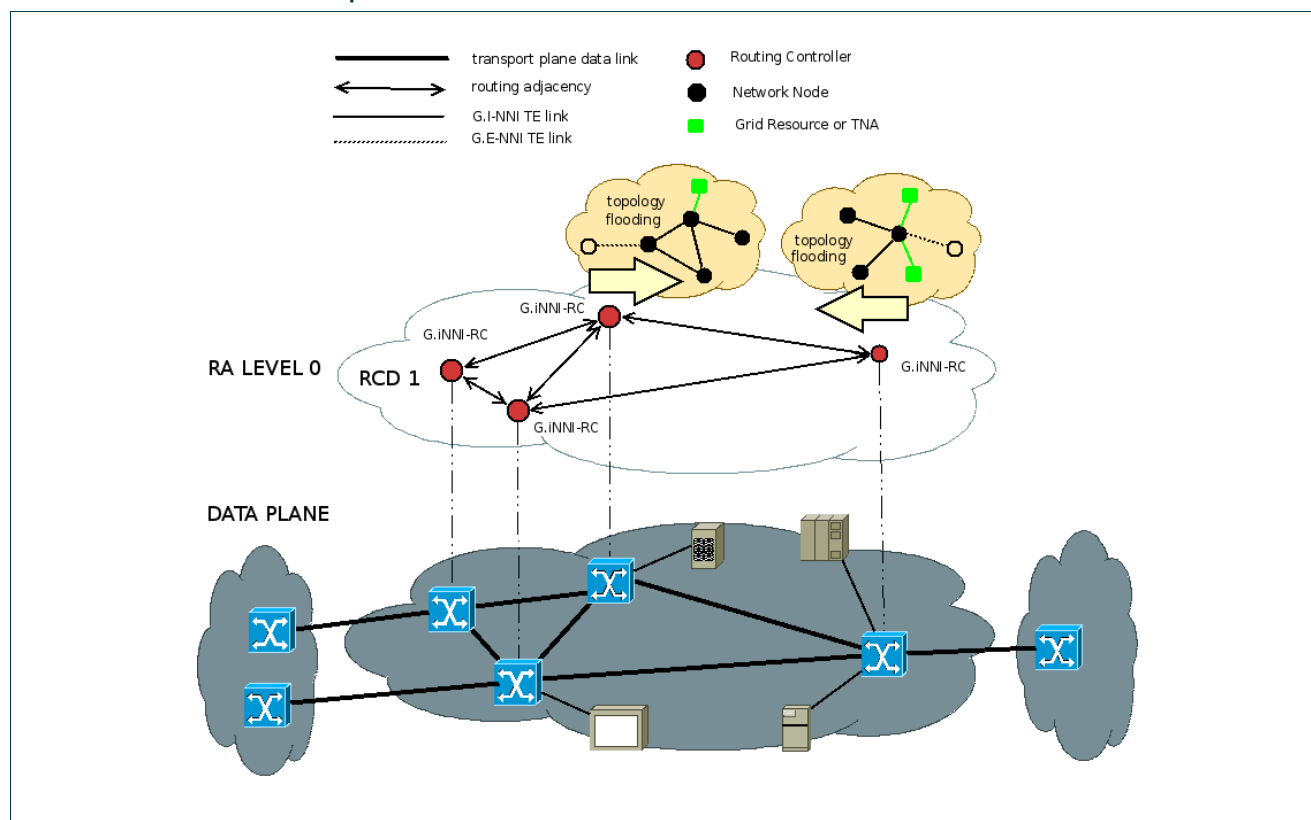 transport plane data link
Routing Controller
routing adjacency
Network Node
G.I-NNI TE link
Grid Resource or TNA
G.E-NNI TE link
topology
flooding
topology
flooding
G.iNNI-RC
G.iNNI-RC
RA LEVEL 0
RCD 1
G.iNNI-RC
G.iNNI-RC
DATA PLANE